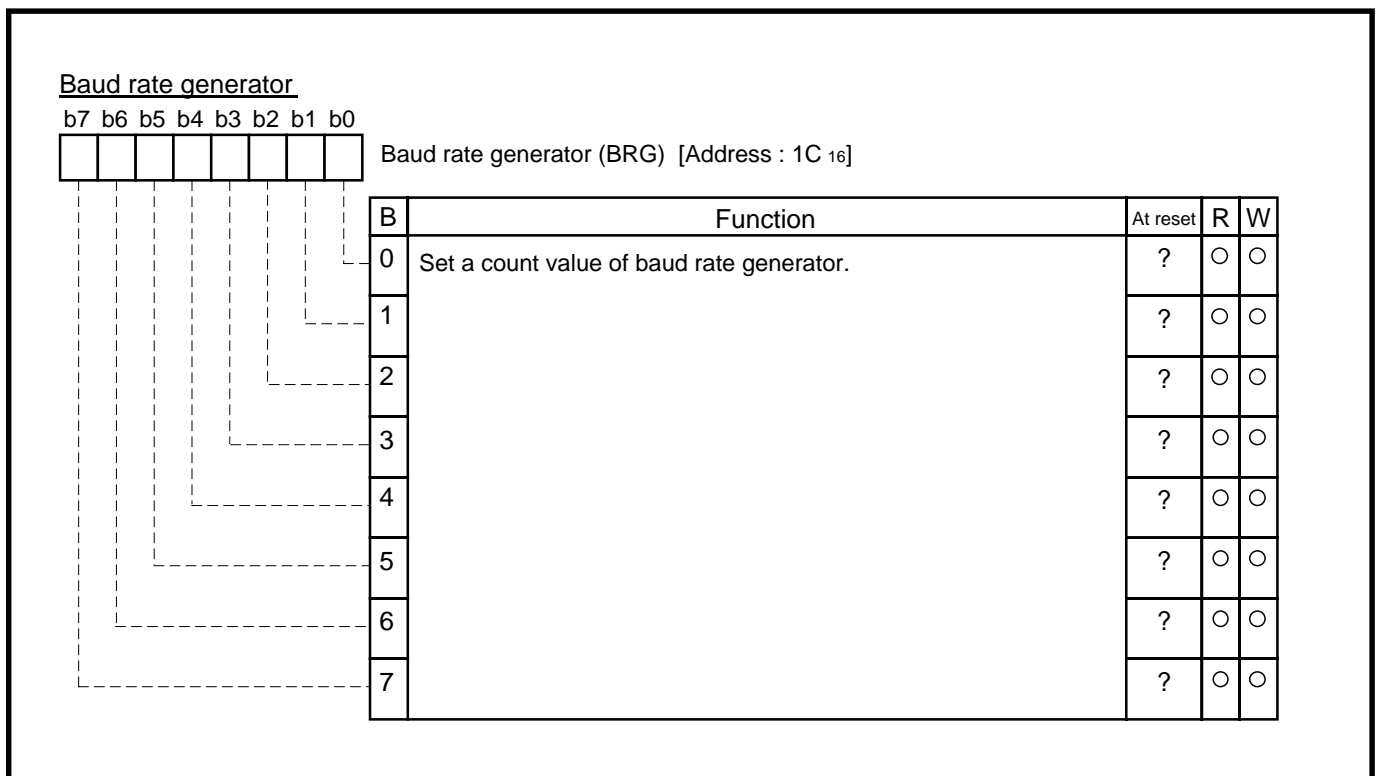 Baud rate generator
b7 b6 b5 b4 b3 b2 b1 b0
Baud rate generator (BRG) [Address : 1C 16]
B Function At reset R W
0 Set a count value of baud rate generator. ? ○ ○
1 ? ○ ○
2 ? ○ ○
3 ? ○ ○
4 ? ○ ○
5 ? ○ ○
6 ? ○ ○
7 ? ○ ○